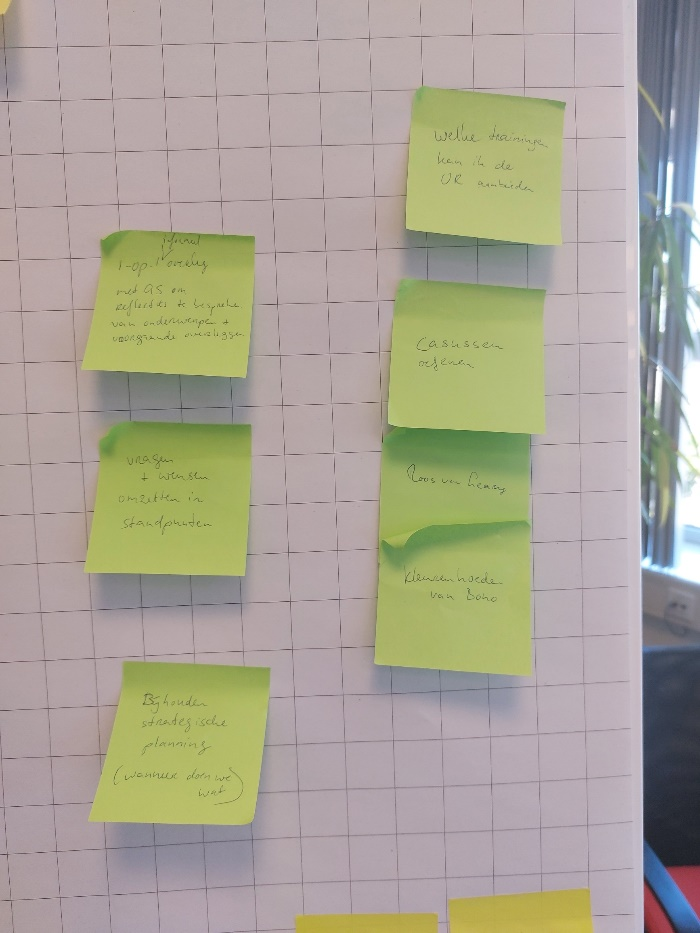 1-op-1 overleg
met GS om
reflecties te bespreken
van onderwerpen +
voorgaande overleggen
vragen
+ wensen
omzetten in
standpunten
Bijhouden
strategische
planning
(wanneer doen we
wat)
welke trainingen
kan ik de
UR aanbieden
Casussen
oefenen
Roos van Leary
kleurenhoeden
van Bono